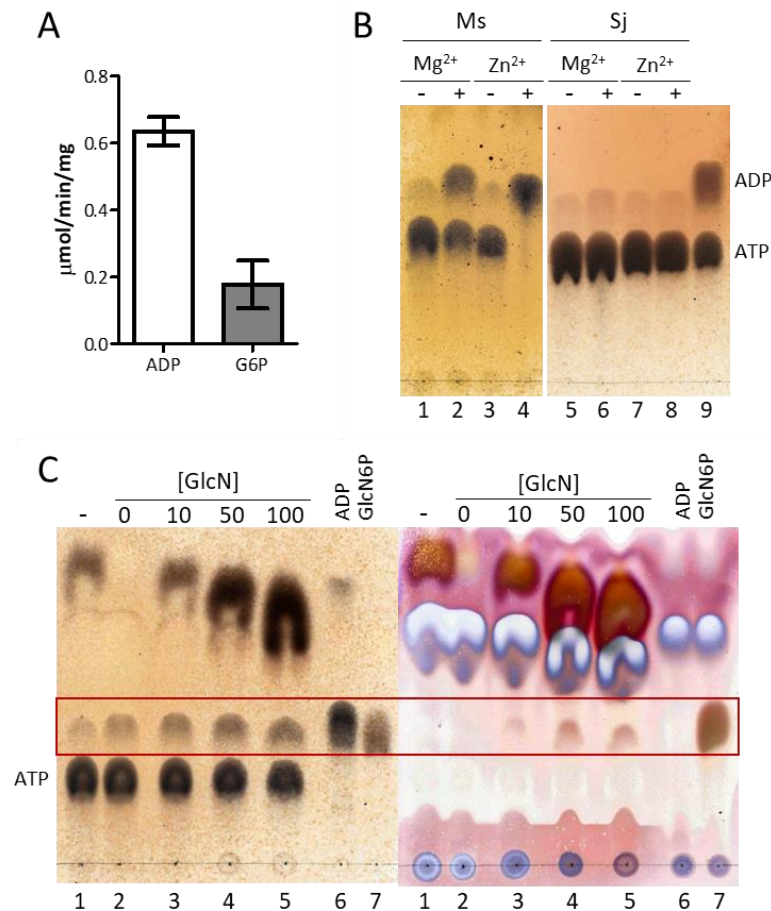 A
μmol/min/mg
0.8
0.6
0.4
0.2
0.0
ADP
G6P
B
Ms Sj
Mg²⁺ Zn²⁺ Mg²⁺ Zn²⁺
- + - + - + - +
ADP
ATP
1 2 3 4 5 6 7 8 9
C
[GlcN] [GlcN]
- 0 10 50 100 ADP GlcN6P - 0 10 50 100 ADP GlcN6P
ATP
1 2 3 4 5 6 7 1 2 3 4 5 6 7